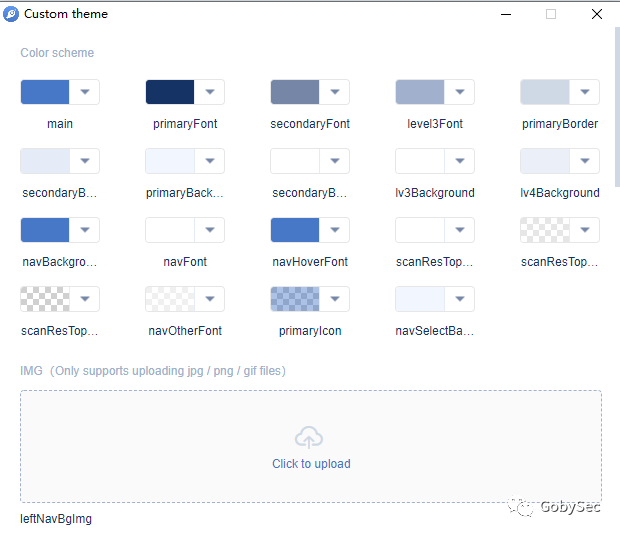 Custom theme
Color scheme
main primaryFont secondaryFont level3Font primaryBorder
secondaryB... primaryBack... secondaryB... lv3Background lv4Background
navBackgro... navFont navHoverFont scanResTop... scanResTop...
scanResTop... navOtherFont primaryIcon navSelectBa...
IMG（Only supports uploading jpg / png / gif files）
Click to upload
leftNavBgImg
GobySec